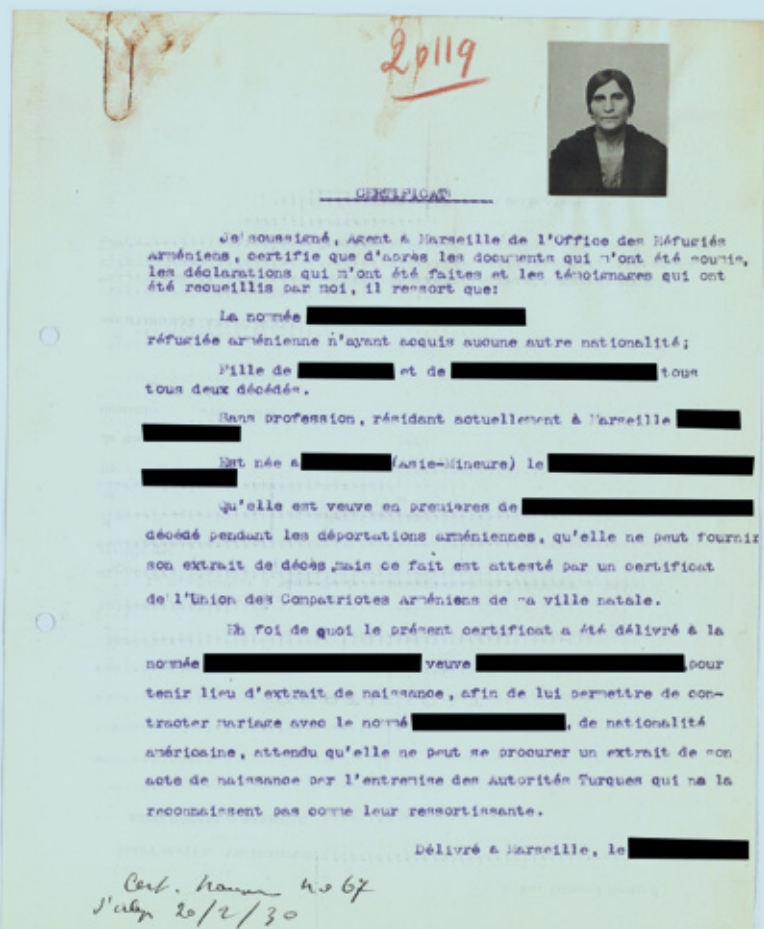 20119
CERTIFICAT
Je soussigné, Agent à Marseille de l'Office des Réfugiés
Arméniens, certifie que d'après les documents qui m'ont été soumis,
les déclarations qui m'ont été faites et les témoignages qui ont
été recueillis par moi, il ressort que:
La nommée
réfugiée arménienne n'ayant acquis aucune autre nationalité;
Fille de et de tous
tous deux décédés.
Sans profession, résidant actuellement à Marseille
Est née à (Asie-Mineure) le
Qu'elle est veuve en premieres de
décédé pendant les déportations arméniennes, qu'elle ne peut fournir
son extrait de décès,mais ce fait est attesté par un certificat
de l'Union des Compatriotes Arméniens de sa ville natale.
En foi de quoi le présent certificat a été délivré à la
nommée veuve ,pour
tenir lieu d'extrait de naissance, afin de lui permettre de con-
tracter mariage avec le nommé , de nationalité
américaine, attendu qu'elle ne peut se procurer un extrait de son
acte de naissance par l'entremise des Autorités Turques qui ne la
reconnaissent pas comme leur ressortissante.
Délivré à Marseille, le
Cert. no 67
20/2/30